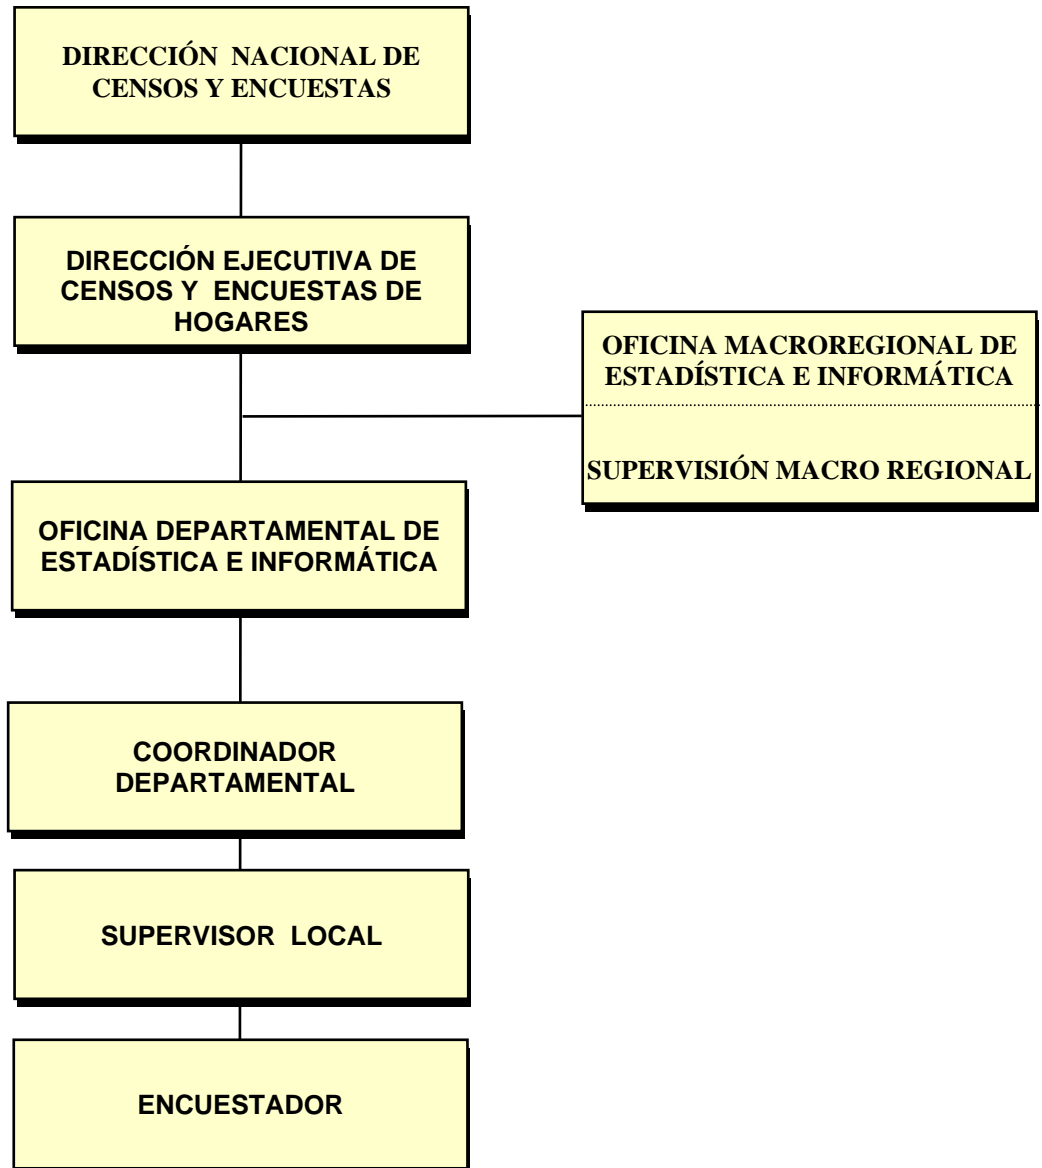 DIRECCIÓN NACIONAL DE
CENSOS Y ENCUESTAS
DIRECCIÓN EJECUTIVA DE
CENSOS Y ENCUESTAS DE
HOGARES
OFICINA MACROREGIONAL DE
ESTADÍSTICA E INFORMÁTICA
SUPERVISIÓN MACRO REGIONAL
OFICINA DEPARTAMENTAL DE
ESTADÍSTICA E INFORMÁTICA
COORDINADOR
DEPARTAMENTAL
SUPERVISOR LOCAL
ENCUESTADOR